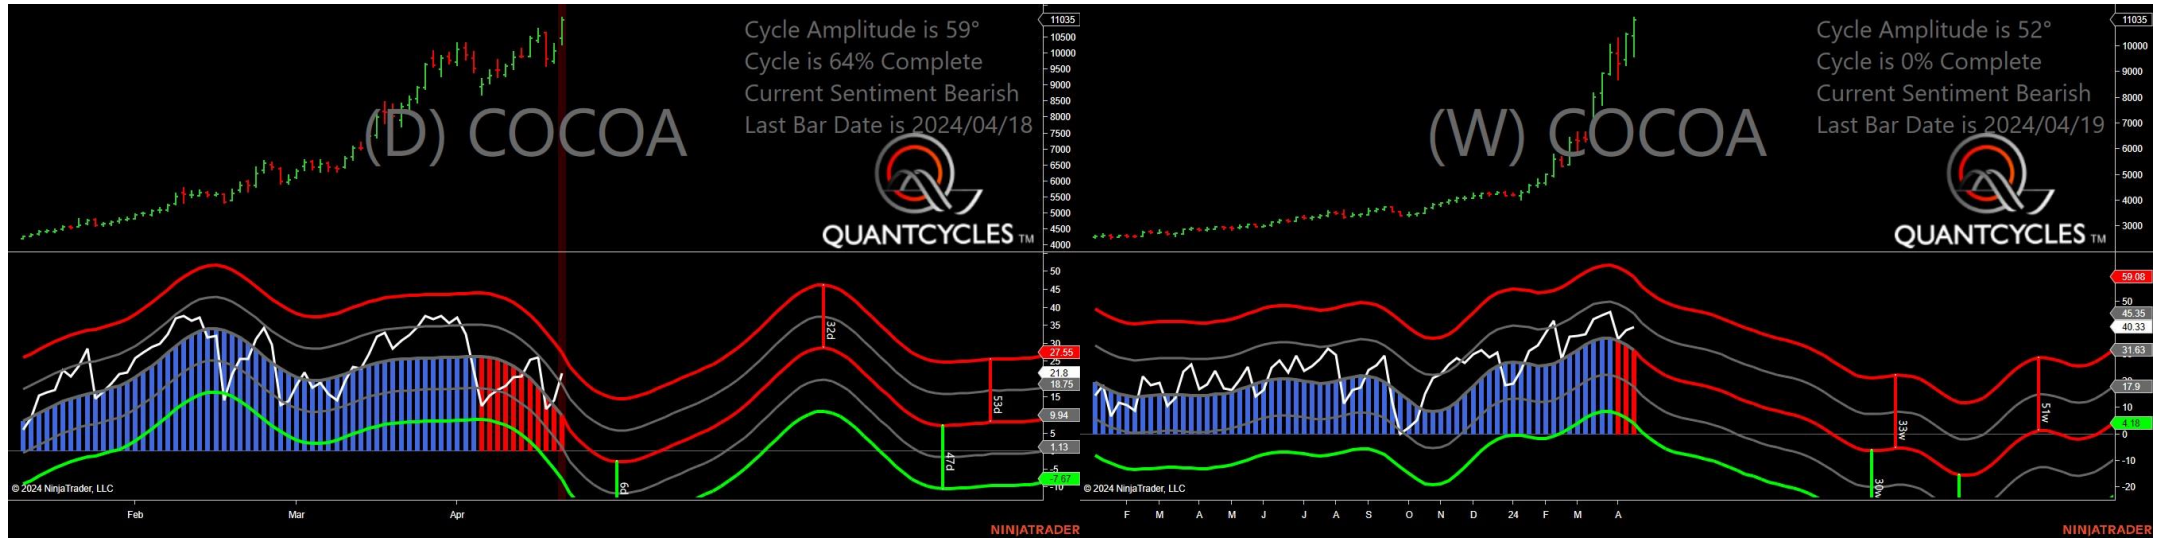 Cycle Amplitude is 59°
Cycle is 64% Complete
Current Sentiment Bearish
Last Bar Date is 2024/04/18
(D) COCOA
QUANTCYCLES TM
11035
10500
10000
9500
9000
8500
8000
7500
7000
6500
6000
5500
5000
4500
4000
50
45
40
35
30
27.55
25
21.8
18.75
15
9.94
5
1.13
-5
-7.67
-10
32d
53d
47d
6d
© 2024 NinjaTrader, LLC
Feb Mar Apr
NINJATRADER
Cycle Amplitude is 52°
Cycle is 0% Complete
Current Sentiment Bearish
Last Bar Date is 2024/04/19
(W) COCOA
QUANTCYCLES TM
11035
10000
9000
8000
7000
6000
5000
4000
3000
59.08
50
45.35
40.33
31.63
17.9
10
4.18
0
-10
-20
33w
51w
30w
© 2024 NinjaTrader, LLC
F M A M J J A S O N D 24 F M A
NINJATRADER